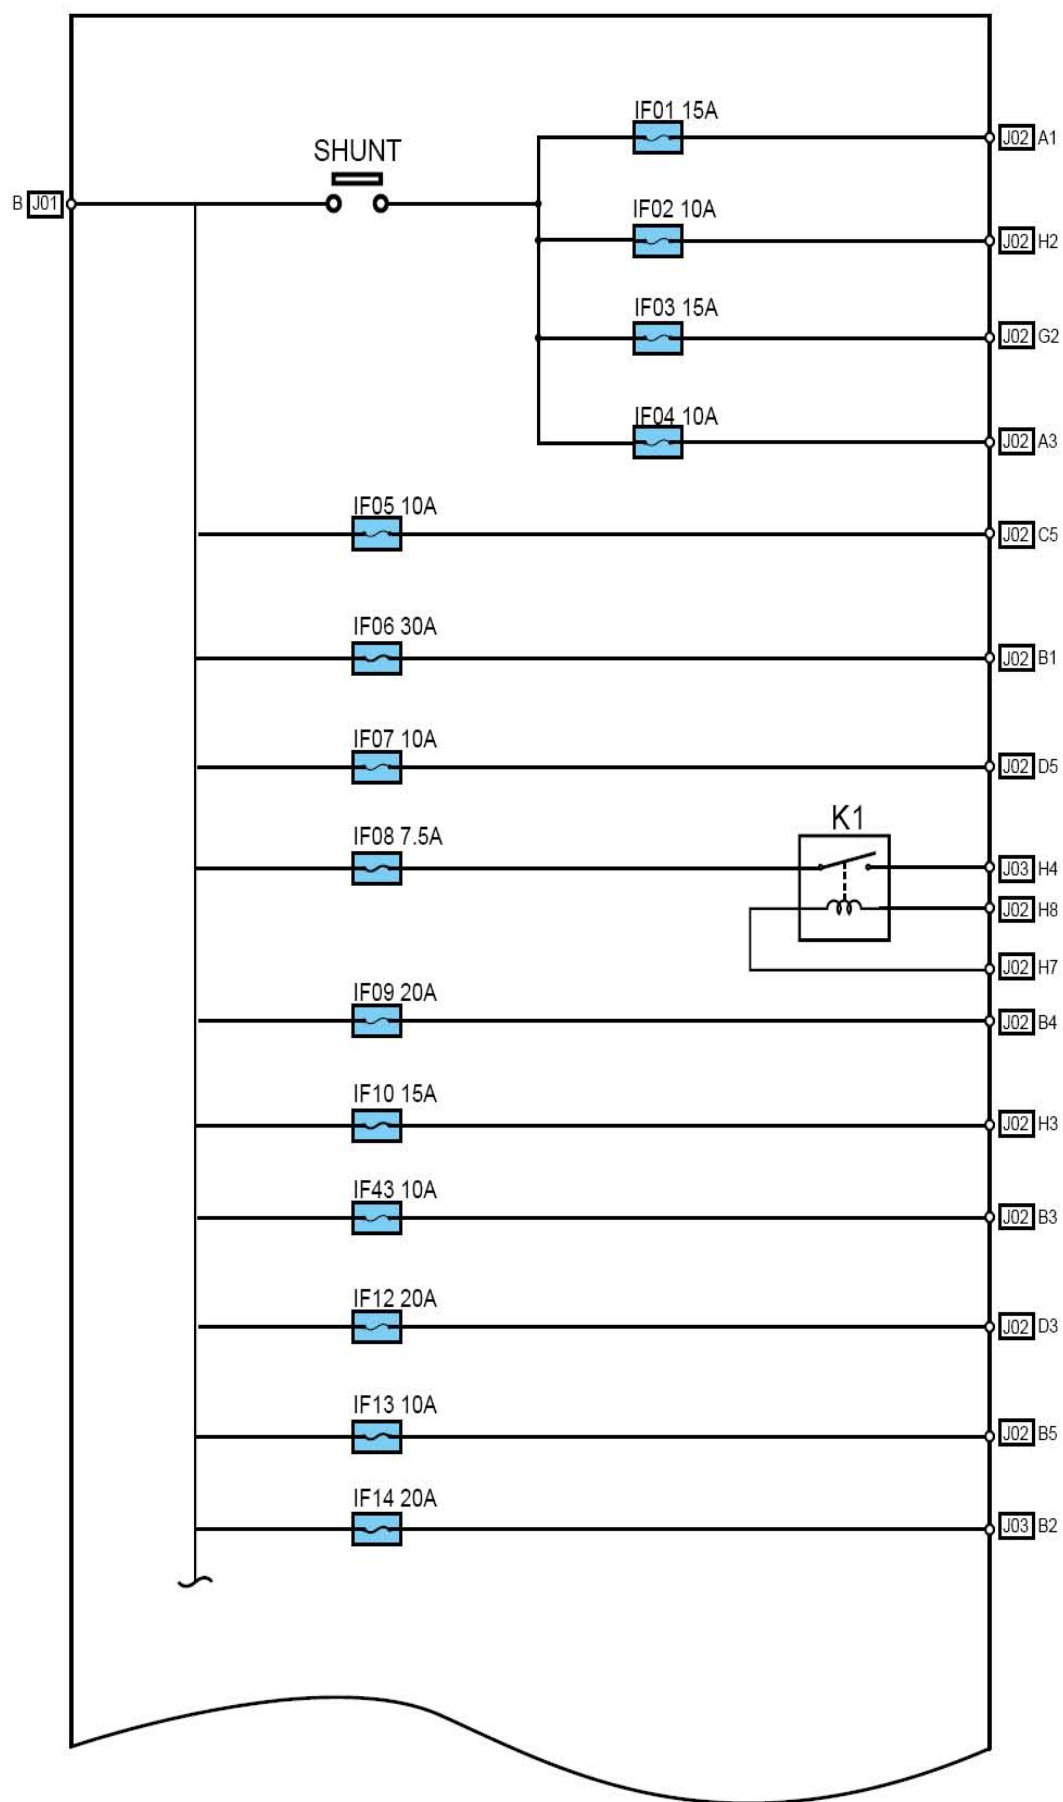 IF01 15A
J02 A1
SHUNT
B J01
IF02 10A
J02 H2
IF03 15A
J02 G2
IF04 10A
J02 A3
IF05 10A
J02 C5
IF06 30A
J02 B1
IF07 10A
J02 D5
K1
IF08 7.5A
J03 H4
J02 H8
J02 H7
IF09 20A
J02 B4
IF10 15A
J02 H3
IF43 10A
J02 B3
IF12 20A
J02 D3
IF13 10A
J02 B5
IF14 20A
J03 B2